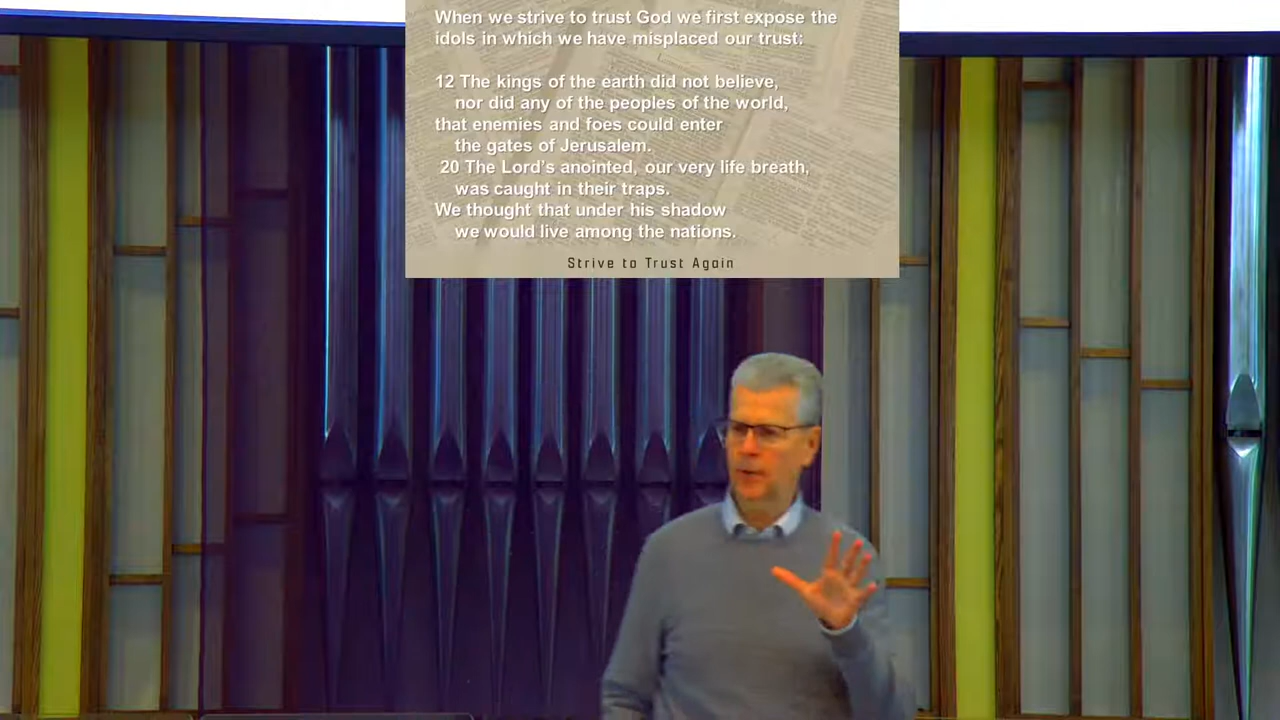 When we strive to trust God we first expose the
idols in which we have misplaced our trust:
12 The kings of the earth did not believe,
nor did any of the peoples of the world,
that enemies and foes could enter
the gates of Jerusalem.
20 The Lord's anointed, our very life breath,
was caught in their traps.
We thought that under his shadow
we would live among the nations.
Strive to Trust Again